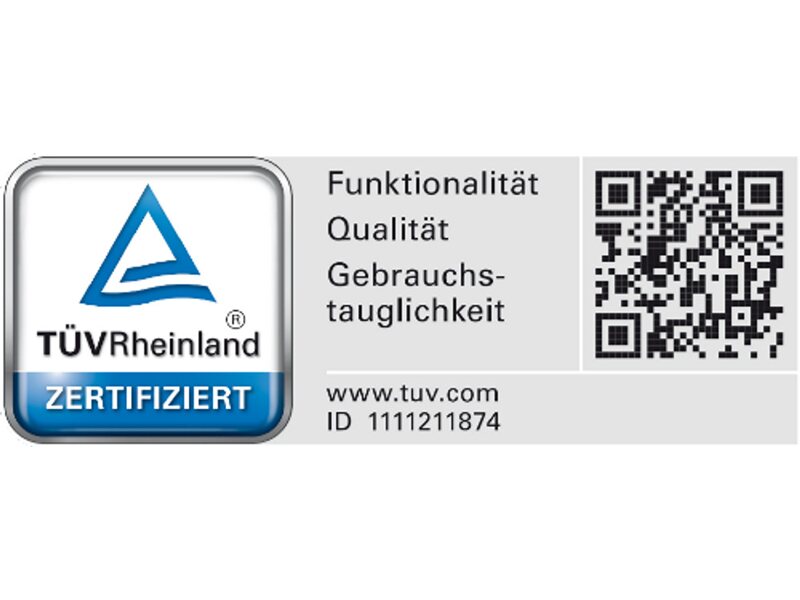 TÜVRheinland®
ZERTIFIZIERT
Funktionalität
Qualität
Gebrauchs-
tauglichkeit
www.tuv.com
ID 1111211874